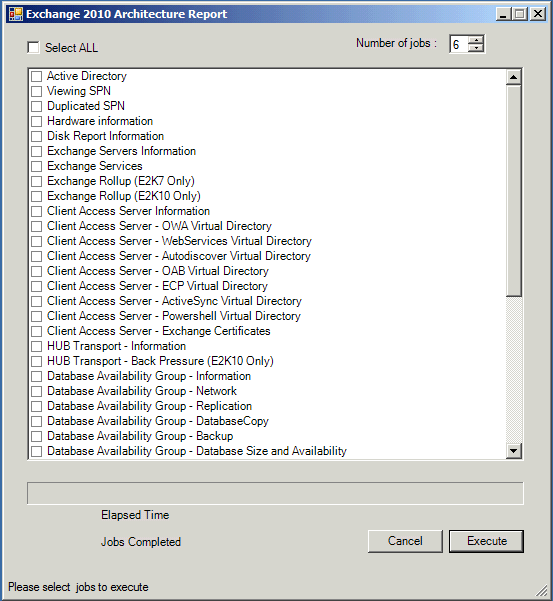 Exchange 2010 Architecture Report
Select ALL
Number of jobs : 6
Active Directory
Viewing SPN
Duplicated SPN
Hardware information
Disk Report Information
Exchange Servers Information
Exchange Services
Exchange Rollup (E2K7 Only)
Exchange Rollup (E2K10 Only)
Client Access Server Information
Client Access Server - OWA Virtual Directory
Client Access Server - WebServices Virtual Directory
Client Access Server - Autodiscover Virtual Directory
Client Access Server - OAB Virtual Directory
Client Access Server - ECP Virtual Directory
Client Access Server - ActiveSync Virtual Directory
Client Access Server - Powershell Virtual Directory
Client Access Server - Exchange Certificates
HUB Transport - Information
HUB Transport - Back Pressure (E2K10 Only)
Database Availability Group - Information
Database Availability Group - Network
Database Availability Group - Replication
Database Availability Group - DatabaseCopy
Database Availability Group - Backup
Database Availability Group - Database Size and Availability
Elapsed Time
Jobs Completed
Cancel
Execute
Please select  jobs to execute